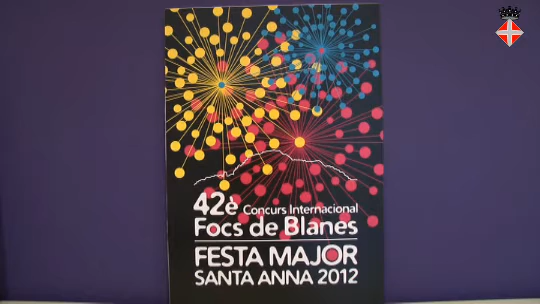 42è Concurs Internacional
Focs de Blanes
FESTA MAJOR
SANTA ANNA 2012